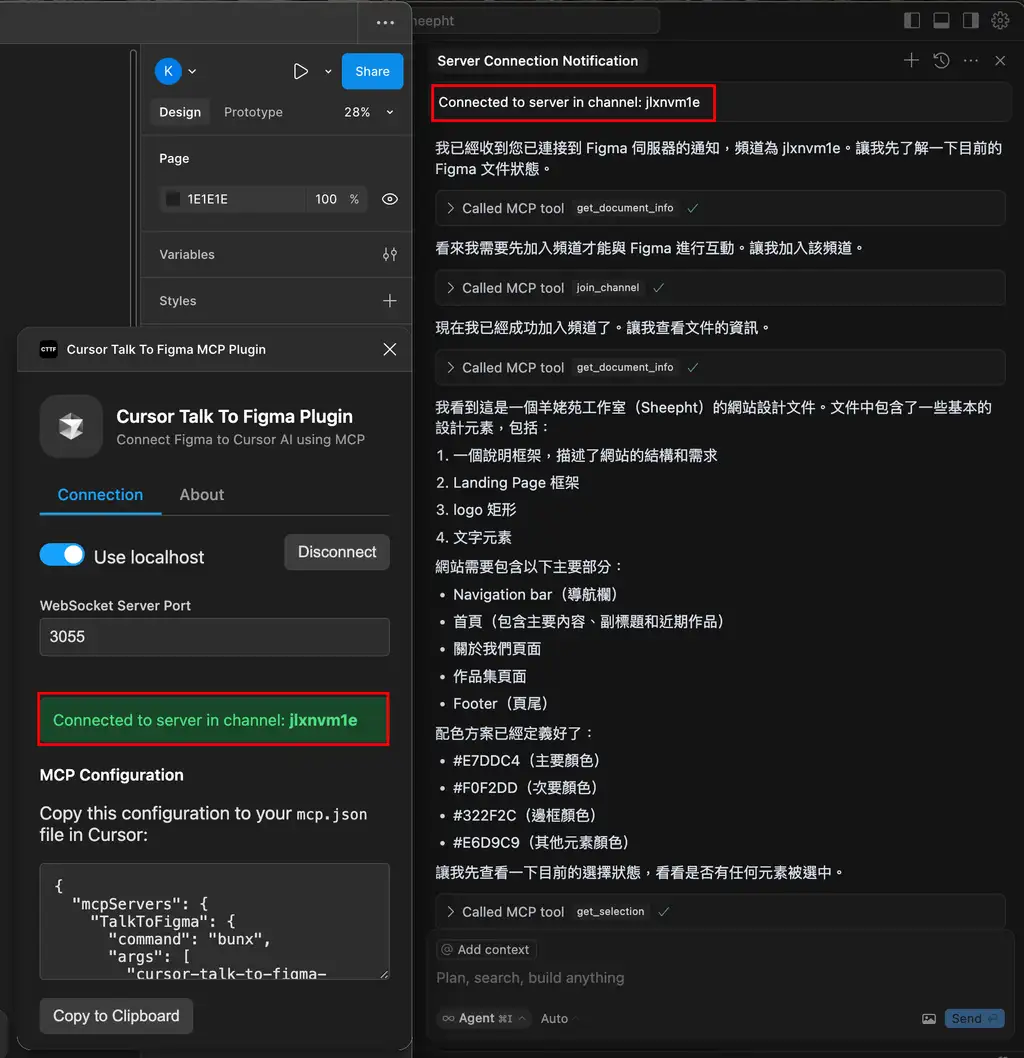 heepht
K
Share
Design
Prototype
28%
Page
1E1E1E
100
%
Variables
Styles
CTTF
Cursor Talk To Figma MCP Plugin
Cursor Talk To Figma Plugin
Connect Figma to Cursor AI using MCP
Connection
About
Use localhost
Disconnect
WebSocket Server Port
3055
Connected to server in channel: jlxnvm1e
MCP Configuration
Copy this configuration to your mcp.json
file in Cursor:
{
"mcpServers": {
"TalkToFigma": {
"command": "bunx",
"args": [
"cursor-talk-to-figma-
Copy to Clipboard
Server Connection Notification
Connected to server in channel: jlxnvm1e
我已經收到您已連接到 Figma 伺服器的通知，頻道為 jlxnvm1e。讓我先了解一下目前的
Figma 文件狀態。
Called MCP tool get_document_info
看來我需要先加入頻道才能與 Figma 進行互動。讓我加入該頻道。
Called MCP tool join_channel
現在我已經成功加入頻道了。讓我查看文件的資訊。
Called MCP tool get_document_info
我看到這是一個羊姥苑工作室（Sheepht）的網站設計文件。文件中包含了一些基本的
設計元素，包括：
1. 一個說明框架，描述了網站的結構和需求
2. Landing Page 框架
3. logo 矩形
4. 文字元素
網站需要包含以下主要部分：
• Navigation bar（導航欄）
• 首頁（包含主要內容、副標題和近期作品）
• 關於我們頁面
• 作品集頁面
• Footer（頁尾）
配色方案已經定義好了：
• #E7DDC4（主要顏色）
• #F0F2DD（次要顏色）
• #322F2C（邊框顏色）
• #E6D9C9（其他元素顏色）
讓我先查看一下目前的選擇狀態，看看是否有任何元素被選中。
Called MCP tool get_selection
@ Add context
Plan, search, build anything
∞ Agent ⌘I
Auto
Send ⏎